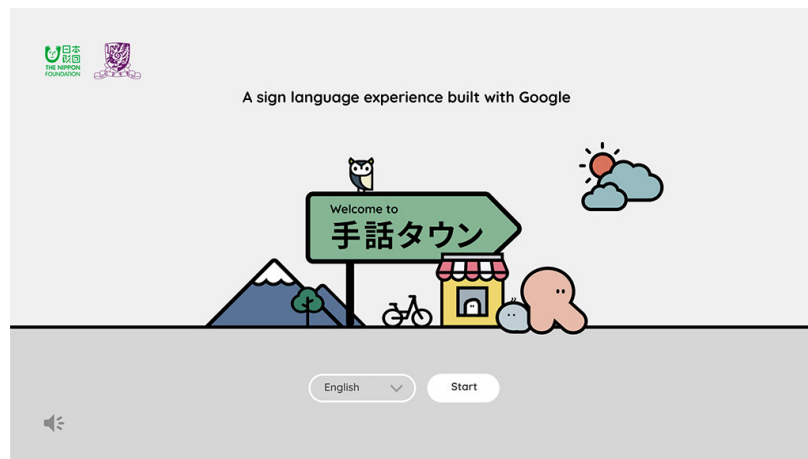 日本
財団
THE NIPPON
FOUNDATION
A sign language experience built with Google
Welcome to
手話タウン
English
Start